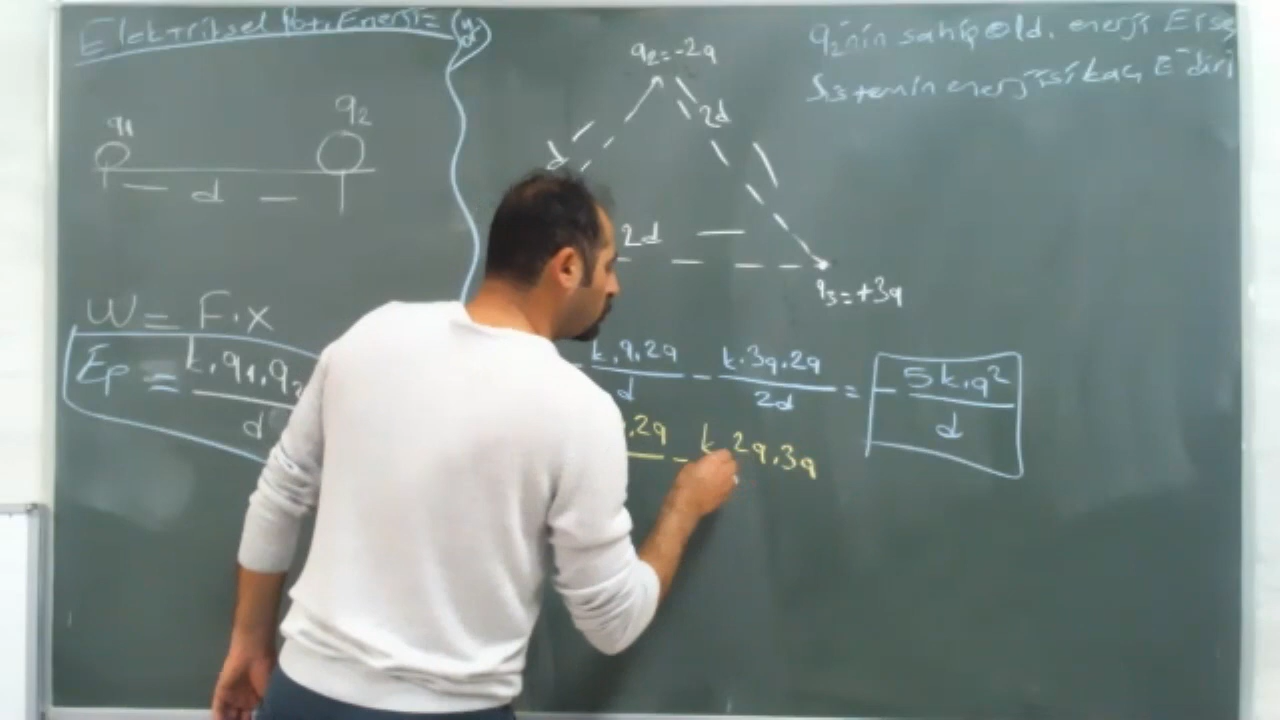 Elektriksel Pot. Enerji =
q1
q2
d
W = F.x
Ep = k.q1.q2
d
q2 = -2q
d
2d
2d
q3 = +3q
q2'nin sahip old. enerji E ise
Sistemin enerjisi kaç E'dir
k.q.2q / d - k.3q.2q / 2d = - 5k.q² / d
.2q - k.2q.3q